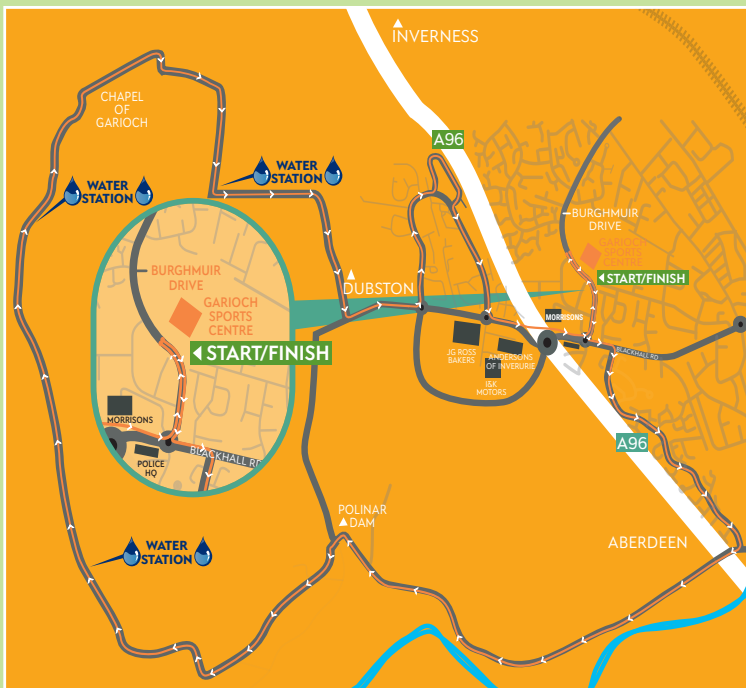 INVERNESS
CHAPEL
OF
GARIOCH
A96
WATER
STATION
WATER
STATION
BURGHMUIR
DRIVE
GARIOCH
SPORTS
CENTRE
START/FINISH
DUBSTON
MORRISONS
JG ROSS
BAKERS
ANDERSONS
OF INVERURIE
I&K
MOTORS
BLACKHALL RD
BURGHMUIR
DRIVE
GARIOCH
SPORTS
CENTRE
START/FINISH
MORRISONS
POLICE
HQ
BLACKHALL RD
A96
POLINAR
DAM
ABERDEEN
WATER
STATION